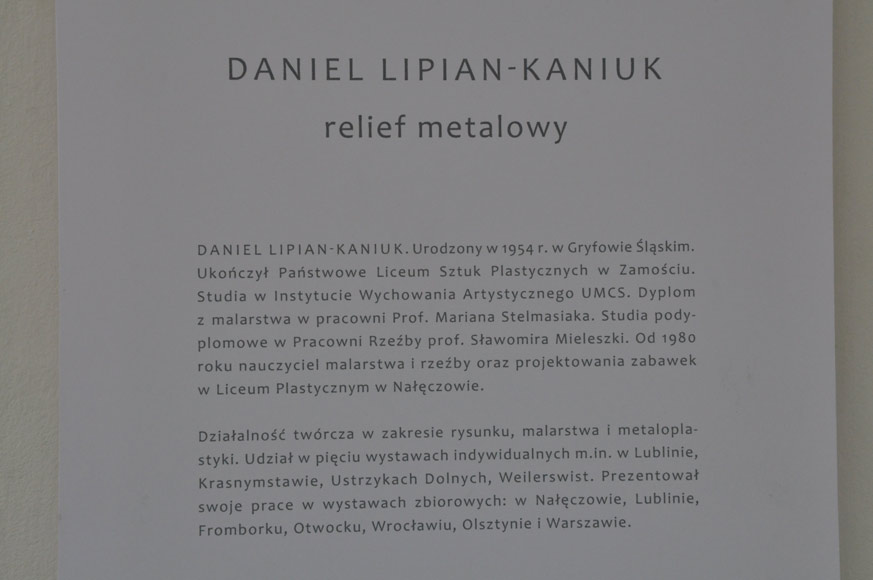 DANIEL LIPIAN-KANIUK
relief metalowy
DANIEL LIPIAN-KANIUK. Urodzony w 1954 r. w Gryfowie Śląskim.
Ukończył Państwowe Liceum Sztuk Plastycznych w Zamościu.
Studia w Instytucie Wychowania Artystycznego UMCS. Dyplom
z malarstwa w pracowni Prof. Mariana Stelmasiaka. Studia pody-
plomowe w Pracowni Rzeźby prof. Sławomira Mieleszki. Od 1980
roku nauczyciel malarstwa i rzeźby oraz projektowania zabawek
w Liceum Plastycznym w Nałęczowie.
Działalność twórcza w zakresie rysunku, malarstwa i metalopla-
styki. Udział w pięciu wystawach indywidualnych m.in. w Lublinie,
Krasnymstawie, Ustrzykach Dolnych, Weilerswist. Prezentował
swoje prace w wystawach zbiorowych: w Nałęczowie, Lublinie,
Fromborku, Otwocku, Wrocławiu, Olsztynie i Warszawie.